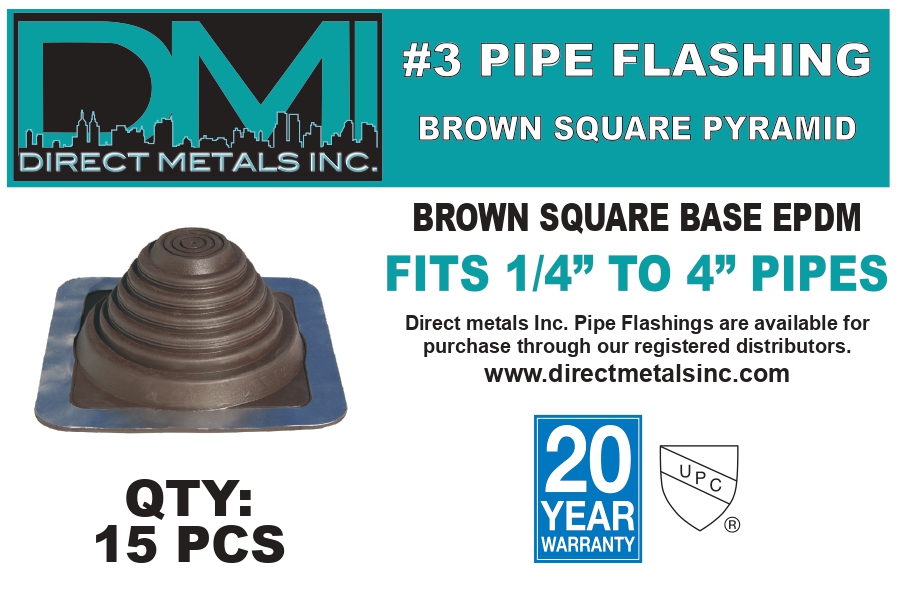 DMI
DIRECT METALS INC.
#3 PIPE FLASHING
BROWN SQUARE PYRAMID
BROWN SQUARE BASE EPDM
FITS 1/4” TO 4” PIPES
Direct metals Inc. Pipe Flashings are available for
purchase through our registered distributors.
www.directmetalsinc.com
QTY:
15 PCS
20
YEAR
WARRANTY
UPC
®